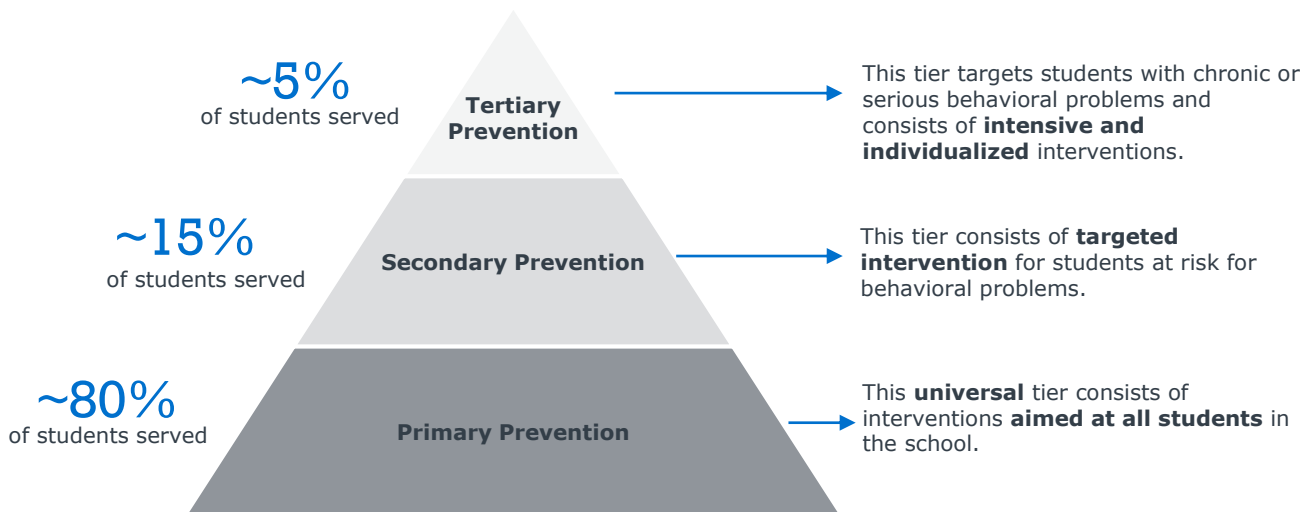 ~5%
of students served
Tertiary
Prevention
This tier targets students with chronic or
serious behavioral problems and
consists of intensive and
individualized interventions.
~15%
of students served
Secondary Prevention
This tier consists of targeted
intervention for students at risk for
behavioral problems.
~80%
of students served
Primary Prevention
This universal tier consists of
interventions aimed at all students in
the school.